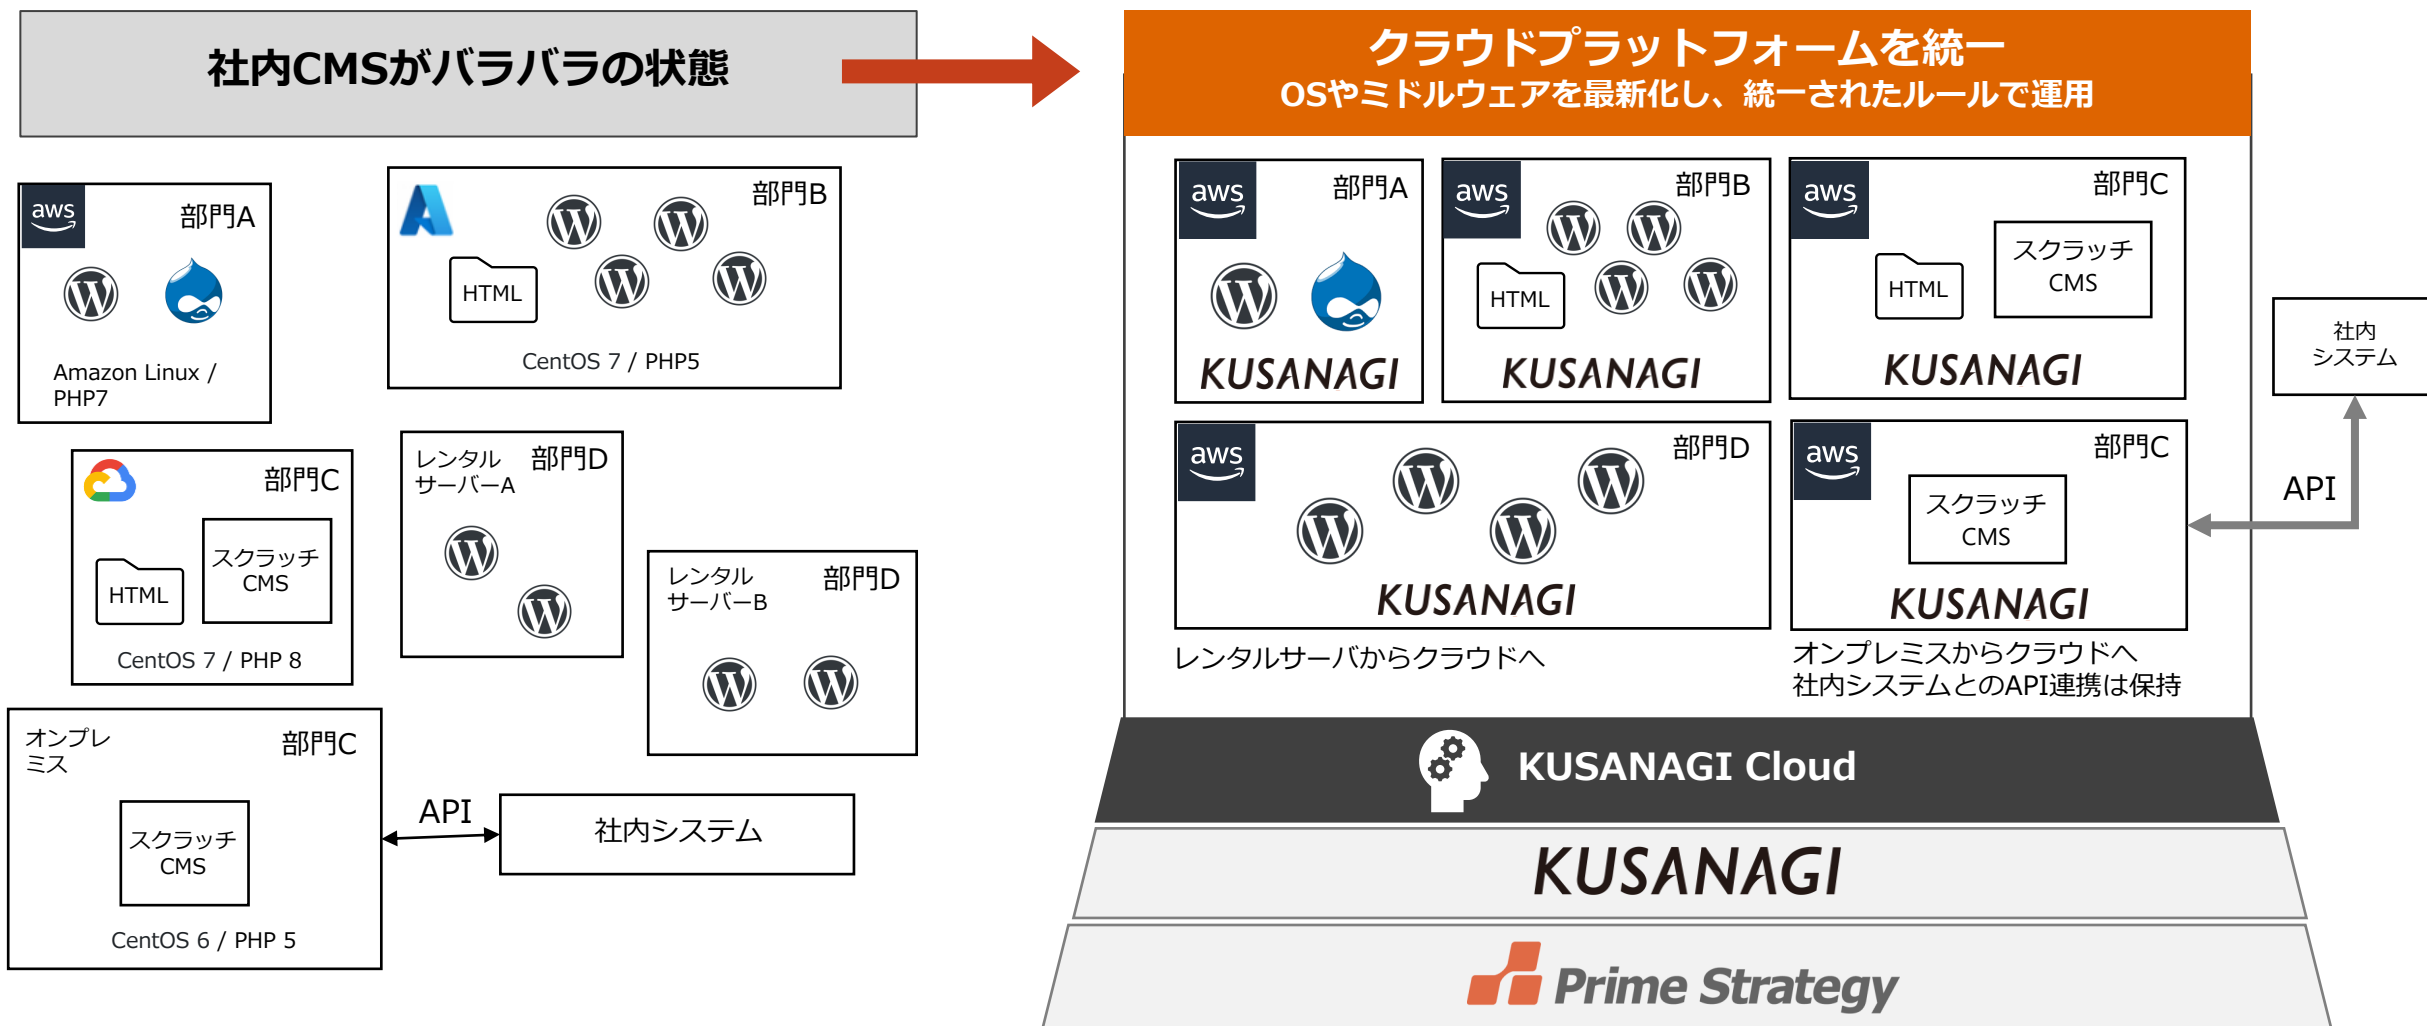 社内CMSがバラバラの状態
aws
部門A
Amazon Linux /
PHP7
部門B
HTML
CentOS 7 / PHP5
部門C
HTML
スクラッチ
CMS
CentOS 7 / PHP 8
レンタル
サーバーA
部門D
レンタル
サーバーB
部門D
オンプレ
ミス
部門C
スクラッチ
CMS
CentOS 6 / PHP 5
API
社内システム
クラウドプラットフォームを統一
OSやミドルウェアを最新化し、統一されたルールで運用
aws
部門A
KUSANAGI
aws
部門B
HTML
KUSANAGI
aws
部門C
HTML
スクラッチ
CMS
KUSANAGI
aws
部門D
KUSANAGI
レンタルサーバからクラウドへ
aws
部門C
スクラッチ
CMS
KUSANAGI
オンプレミスからクラウドへ
社内システムとのAPI連携は保持
社内
システム
API
KUSANAGI Cloud
KUSANAGI
Prime Strategy